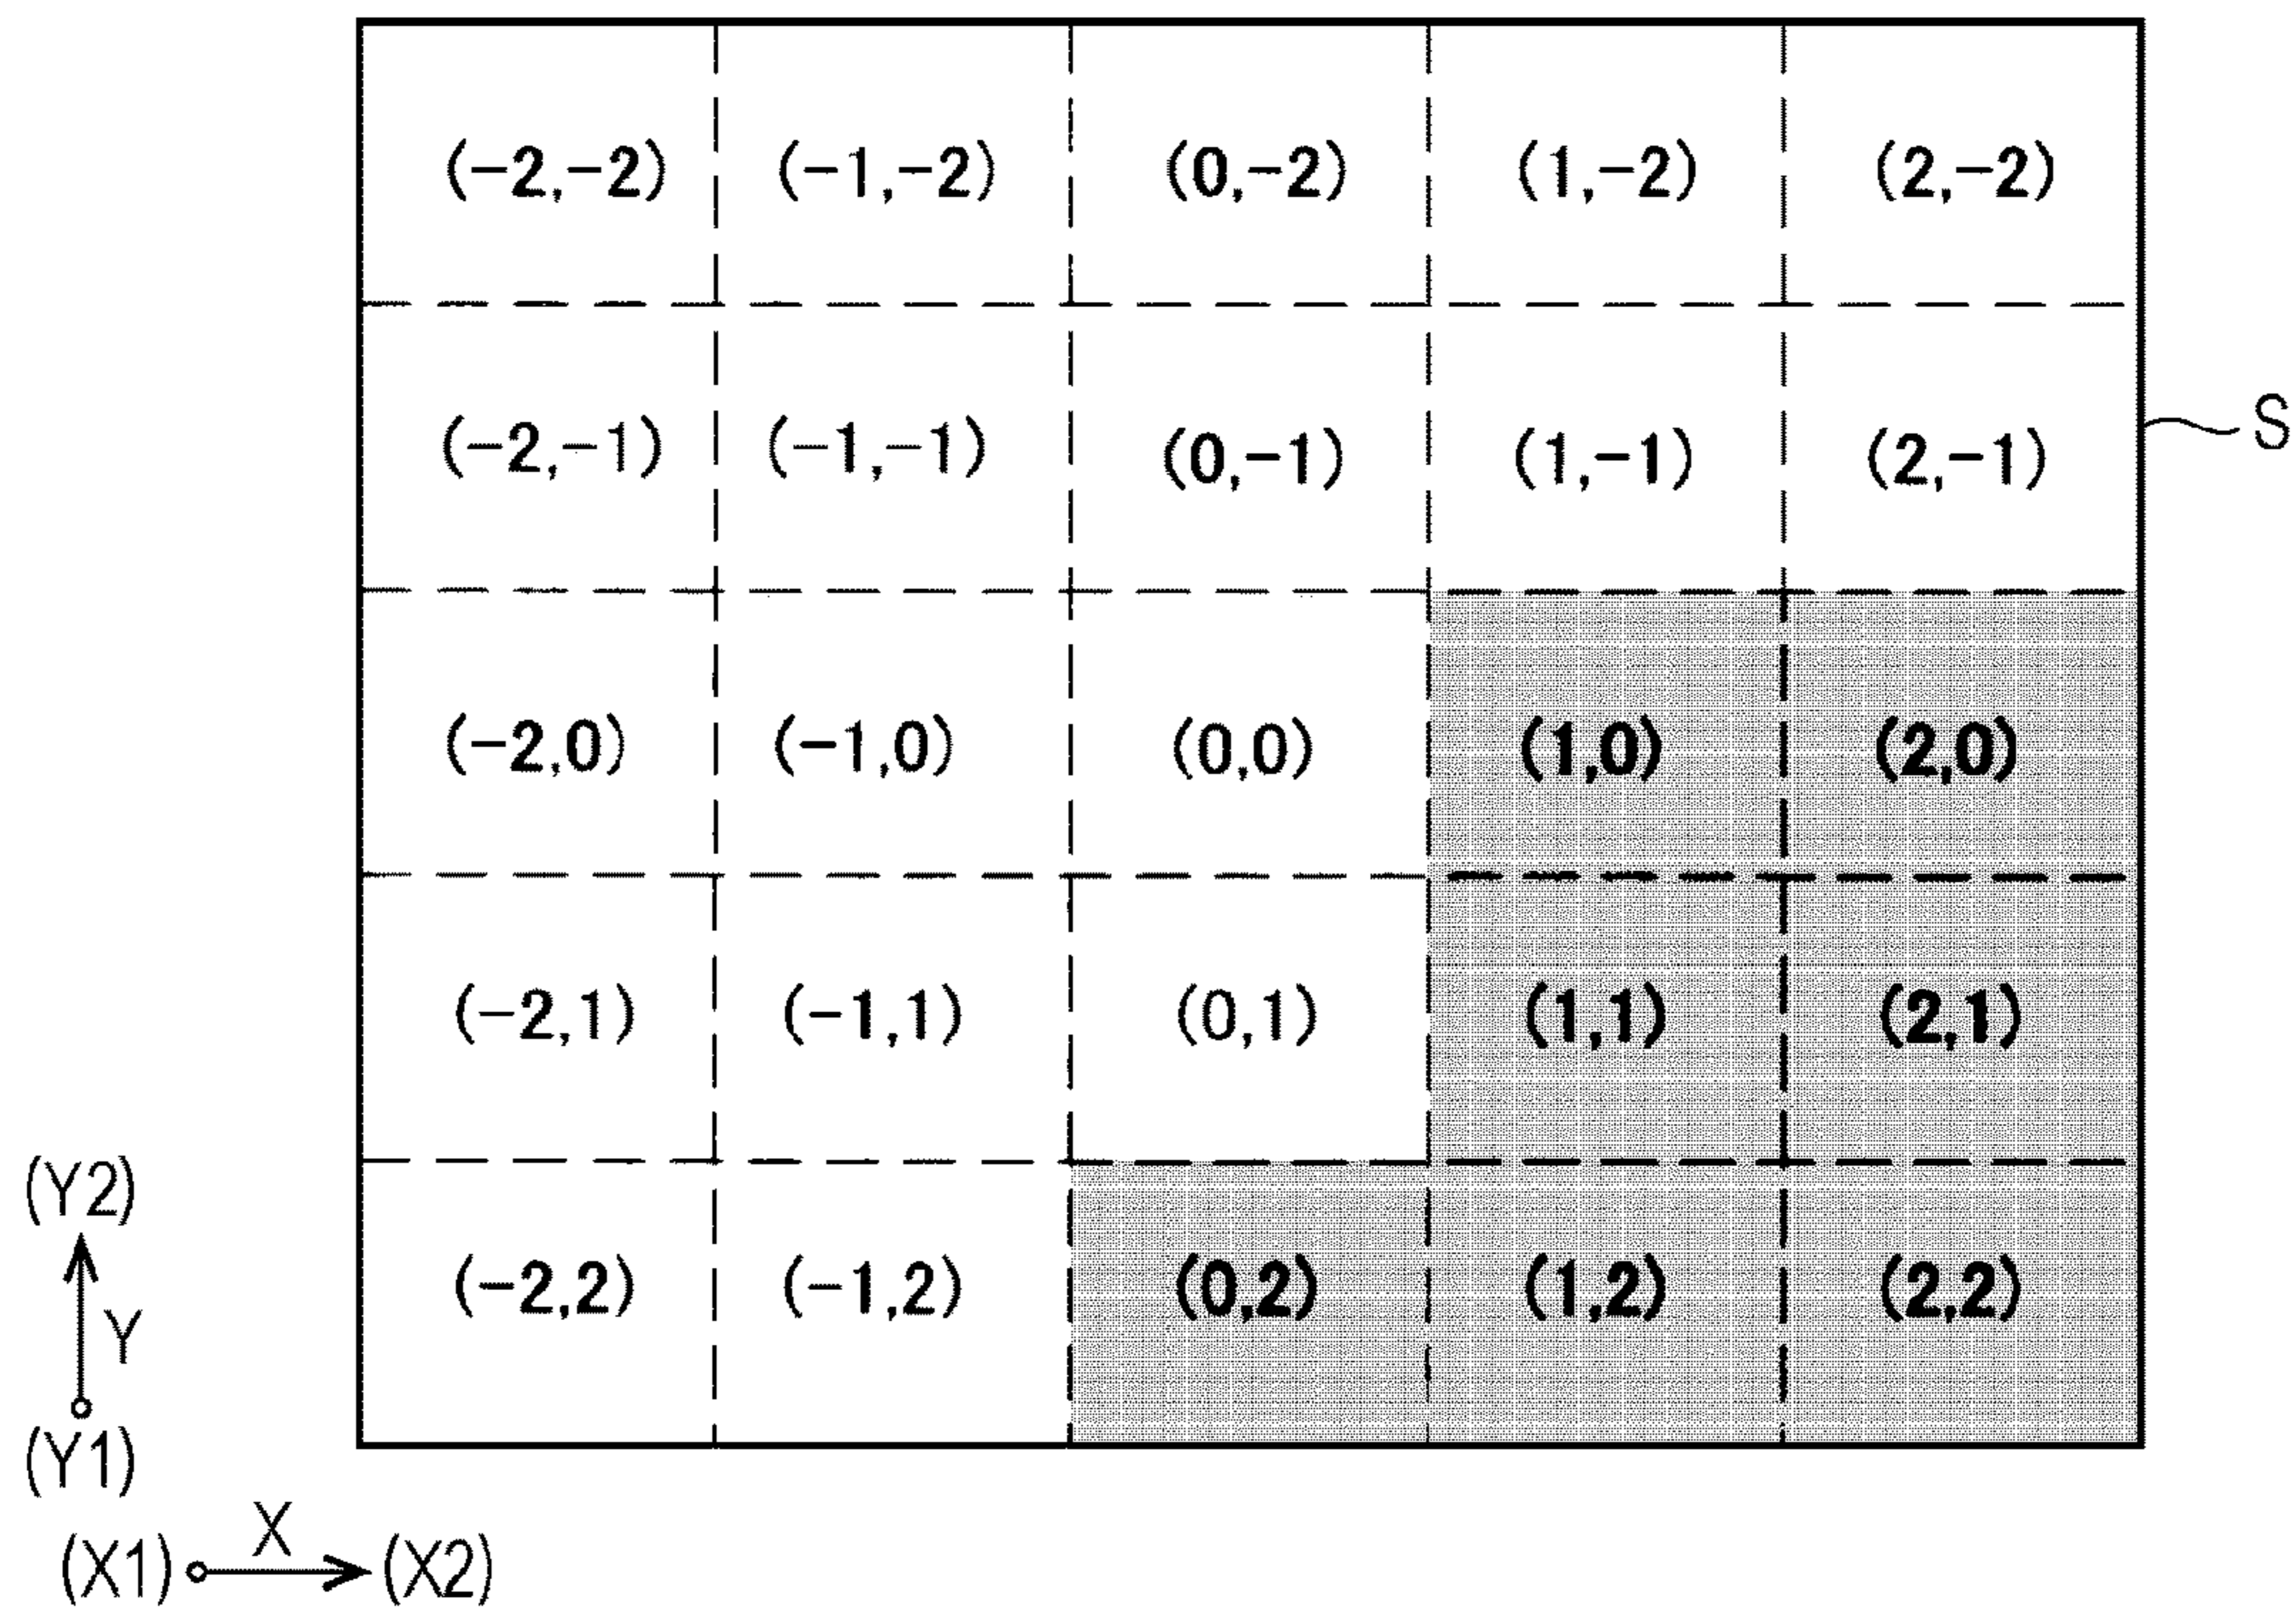 (-2,-2) (-1,-2) (0,-2) (1,-2) (2,-2)
(-2,-1) (-1,-1) (0,-1) (1,-1) (2,-1)
S
(-2,0) (-1,0) (0,0) (1,0) (2,0)
(-2,1) (-1,1) (0,1) (1,1) (2,1)
(-2,2) (-1,2) (0,2) (1,2) (2,2)
(Y2)
Y
(Y1)
X
(X1) (X2)